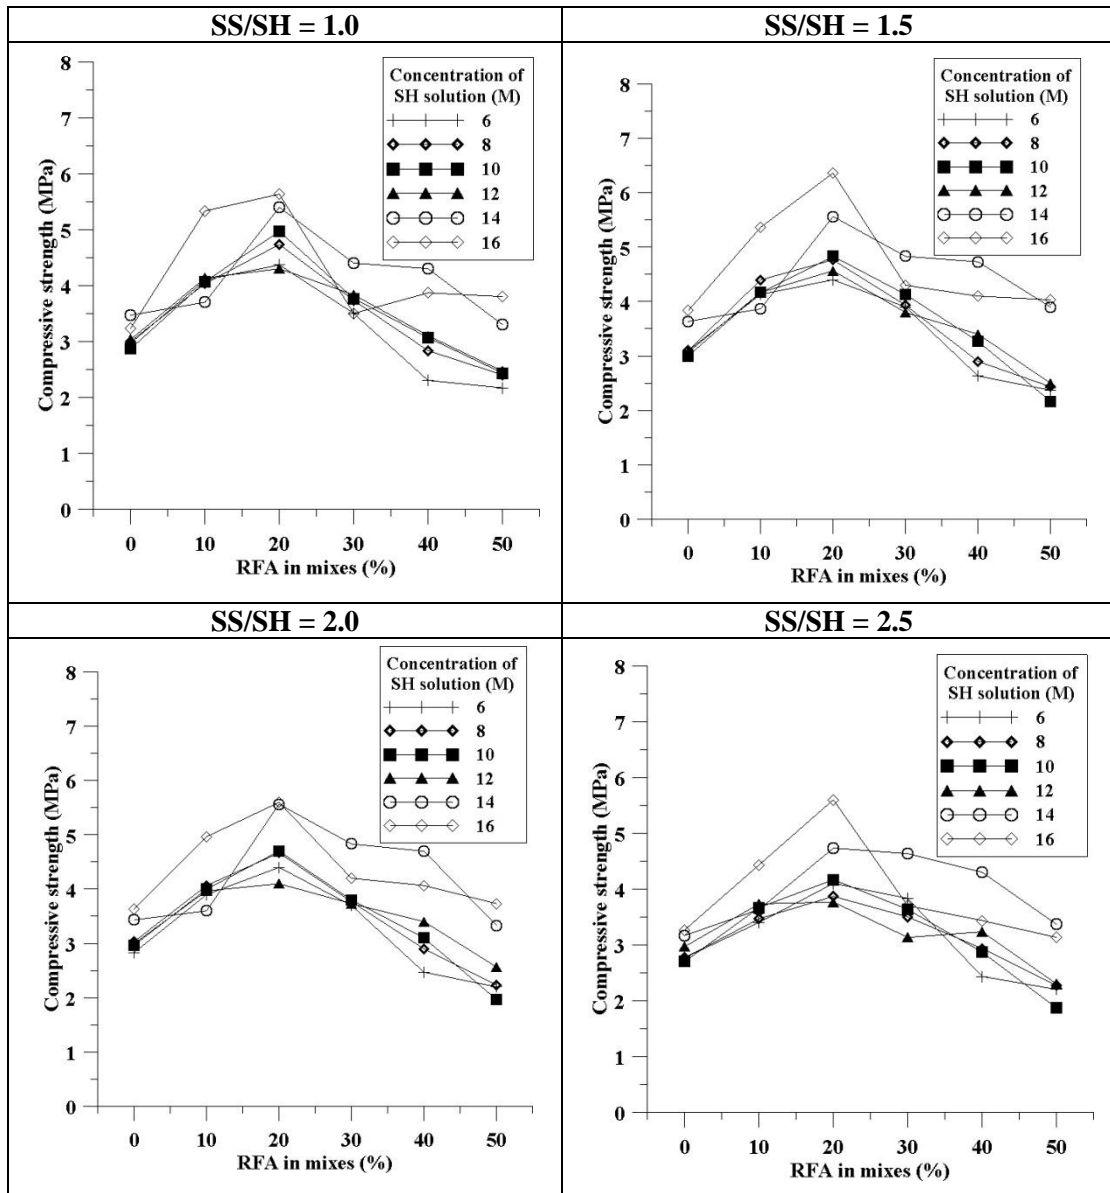 SS/SH = 1.0
SS/SH = 1.5
8
7
6
5
4
3
2
1
0
Compressive strength (MPa)
0 10 20 30 40 50
RFA in mixes (%)
Concentration of
SH solution (M)
6
8
10
12
14
16
8
7
6
5
4
3
2
1
0
Compressive strength (MPa)
0 10 20 30 40 50
RFA in mixes (%)
Concentration of
SH solution (M)
6
8
10
12
14
16
SS/SH = 2.0
SS/SH = 2.5
8
7
6
5
4
3
2
1
0
Compressive strength (MPa)
0 10 20 30 40 50
RFA in mixes (%)
Concentration of
SH solution (M)
6
8
10
12
14
16
8
7
6
5
4
3
2
1
0
Compressive strength (MPa)
0 10 20 30 40 50
RFA in mixes (%)
Concentration of
SH solution (M)
6
8
10
12
14
16